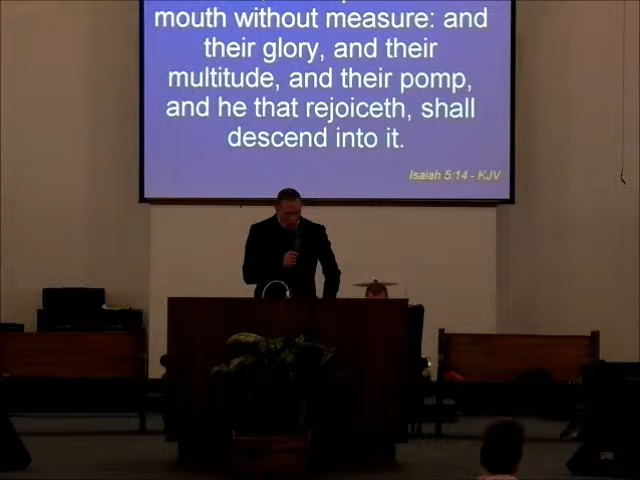 mouth without measure: and
their glory, and their
multitude, and their pomp,
and he that rejoiceth, shall
descend into it.
Isaiah 5:14 - KJV